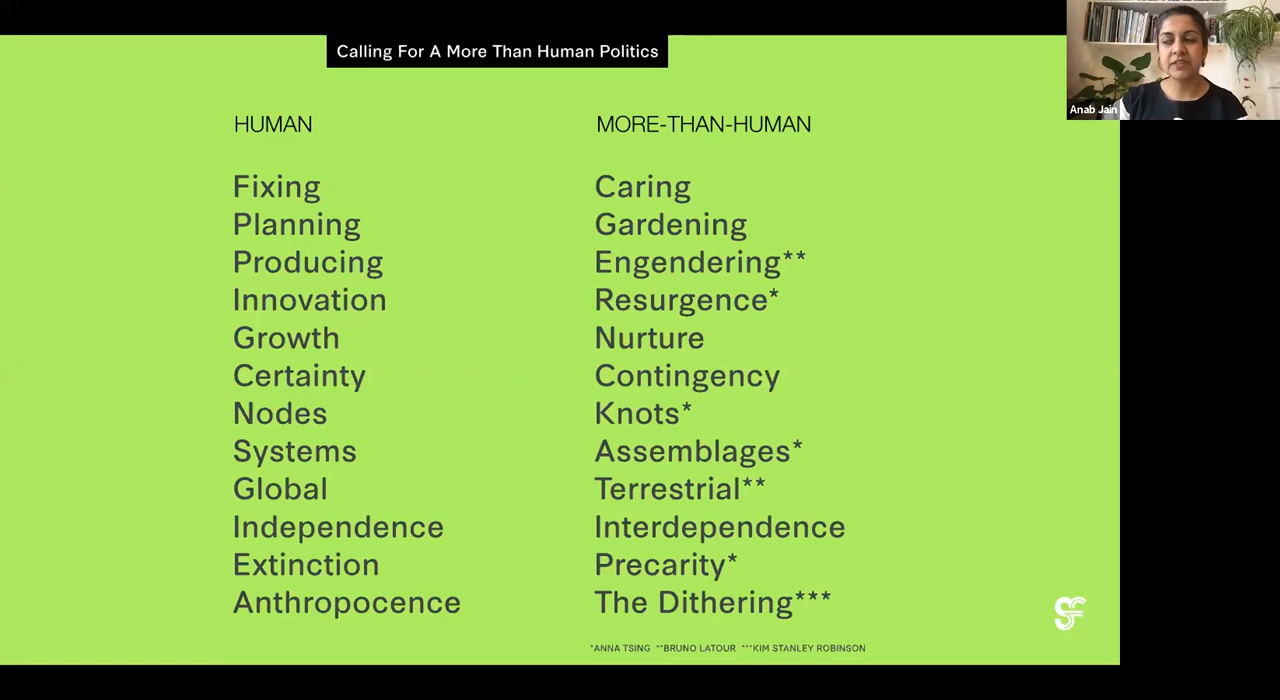 Calling For A More Than Human Politics
Anab Jain
HUMAN
Fixing
Planning
Producing
Innovation
Growth
Certainty
Nodes
Systems
Global
Independence
Extinction
Anthropocence
MORE-THAN-HUMAN
Caring
Gardening
Engendering**
Resurgence*
Nurture
Contingency
Knots*
Assemblages*
Terrestrial**
Interdependence
Precarity*
The Dithering***
*ANNA TSING **BRUNO LATOUR ***KIM STANLEY ROBINSON
SF